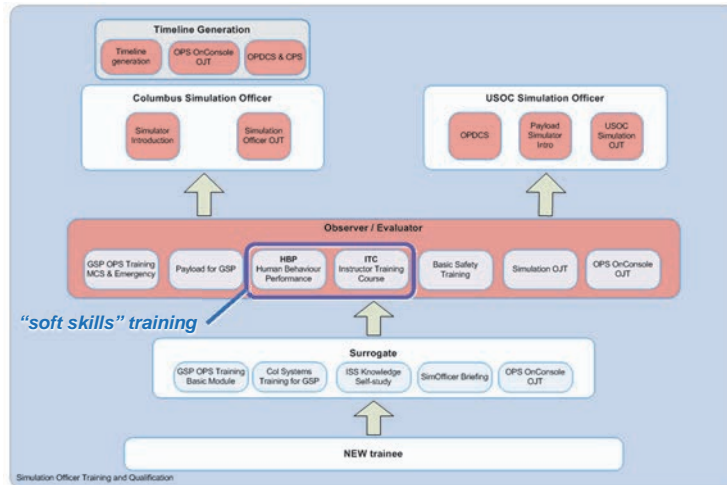 Timeline Generation
Timeline
generation
OPS OnConsole
OJT
OPDCS & CPS
Columbus Simulation Officer
Simulator
Introduction
Simulation
Officer OJT
USOC Simulation Officer
OPDCS
Payload
Simulator
Intro
USOC
Simulation
OJT
Observer / Evaluator
GSP OPS Training
MCS & Emergency
Payload for GSP
HBP
Human Behaviour
Performance
ITC
Instructor Training
Course
Basic Safety
Training
Simulation OJT
OPS OnConsole
OJT
“soft skills” training
Surrogate
GSP OPS Training
Basic Module
Col Systems
Training for GSP
ISS Knowledge
Self-study
SimOfficer Briefing
OPS OnConsole
OJT
NEW trainee
Simulation Officer Training and Qualification